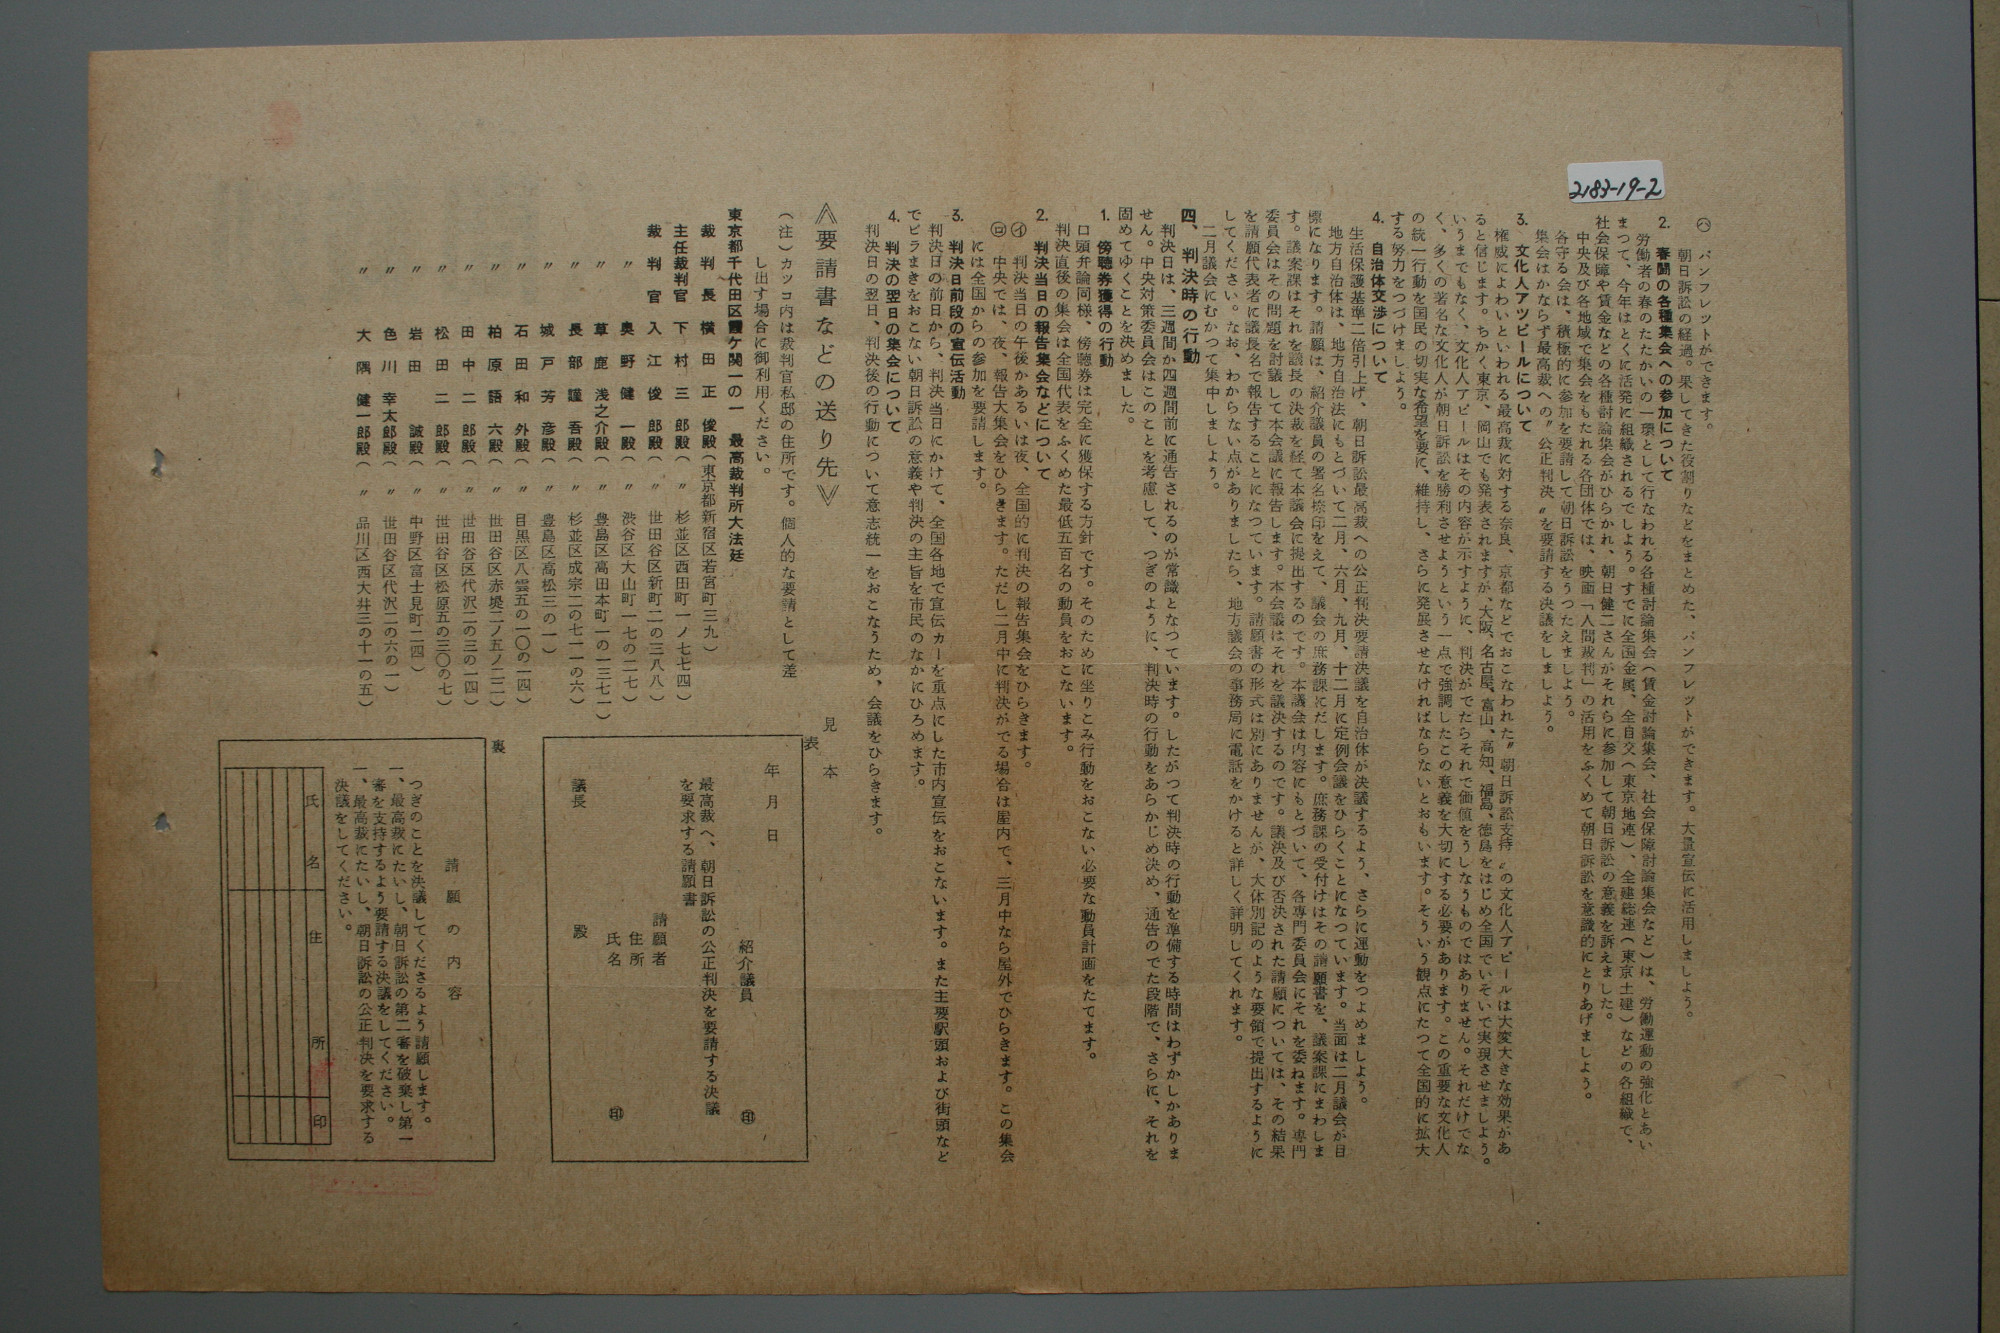 2183-19-2
㈧ パンフレットができます。
朝日訴訟の経過。果してきた役割りなどをまとめた、パンフレットができます。大量宣伝に活用しましよう。
2. 春闘の各種集会への参加について
労働者の春のたたかいの一環として行なわれる各種討論集会(賃金討論集会、社会保障討論集会など)は、労働運動の強化とあい
まつて、今年はとくに活発に組織されるでしよう。すでに全国金属、全自交(東京地連)、全建総連(東京土建)などの各組織で、
社会保障や賃金などの各種討論集会がひらかれ、朝日健二さんがそれらに参加して朝日訴訟の意義を訴えました。
中央及び各地域で集会をもたれる各団体では、映画「人間裁判」の活用をふくめて朝日訴訟を意識的にとりあげましよう。
各守る会は、積極的に参加を要請して朝日訴訟をうつたえましよう。
集会はかならず最高裁への〝公正判決〟を要請する決議をしましよう。
3. 文化人アツピールについて
権威によわいといわれる最高裁に対する奈良、京都などでおこなわれた〝朝日訴訟支持〟の文化人アピールは大変大きな効果があ
ると信じます。ちかく東京、岡山でも発表されますが、大阪、名古屋、富山、高知、福島、徳島をはじめ全国でいそいで実現させましよう。
いうまでもなく、文化人アピールはその内容が示すように、判決がでたらそれで価値をうしなうものではありません。それだけでな
く、多くの著名な文化人が朝日訴訟を勝利させようという一点で強調したこの意義を大切にする必要があります。この重要な文化人
の統一行動を国民の切実な希望を要に、維持し、さらに発展させなければならないとおもいます。そういう観点にたつて全国的に拡大
する努力をつづけましよう。
4. 自治体交渉について
生活保護基準二倍引上げ、朝日訴訟最高裁への公正判決要請決議を自治体が決議するよう、さらに運動をつよめましよう。
地方自治体は、地方自治法にもとづいて二月、六月、九月、十二月に定例会議をひらくことになつています。当面は二月議会が目
標になります。請願は、紹介議員の署名捺印をえて、議会の庶務課にだします。庶務課の受付けはその請願書を、議案課にまわしま
す。議案課はそれを議長の決裁を経て本議会に提出するのです。本議会は内容にもとづいて、各専門委員会にそれを委ねます。専門
委員会はその問題を討議して本会議に報告します。本会議はそれを議決するのです。議決及び否決された請願については、その結果
を請願代表者に議長名で報告することになつています。請願書の形式は別にありませんが、大体別記のような要領で提出するように
してください。なお、わからない点がありましたら、地方議会の事務局に電話をかけると詳しく詳明してくれます。
二月議会にむかつて集中しましよう。
四、判決時の行動
判決日は、三週間か四週間前に通告されるのが常識となつています。したがつて判決時の行動を準備する時間はわずかしかありま
せん。中央対策委員会はこのことを考慮して、つぎのように、判決時の行動をあらかじめ決め、通告のでた段階で、さらに、それを
固めてゆくことを決めました。
1. 傍聴券獲得の行動
口頭弁論同様、傍聴券は完全に獲保する方針です。そのために坐りこみ行動をおこない必要な動員計画をたてます。
判決直後の集会は全国代表をふくめた最低五百名の動員をおこないます。
2. 判決当日の報告集会などについて
㋑ 判決当日の午後かあるいは夜、全国的に判決の報告集会をひらきます。
㋺ 中央では、夜、報告大集会をひらきます。ただし二月中に判決がでる場合は屋内で、三月中なら屋外でひらきます。この集会
には全国からの参加を要請します。
3. 判決日前段の宣伝活動
判決日の前日から、判決当日にかけて、全国各地で宣伝カーを重点にした市内宣伝をおこないます。また主要駅頭および街頭など
でビラまきをおこない朝日訴訟の意義や判決の主旨を市民のなかにひろめます。
4. 判決の翌日の集会について
判決日の翌日、判決後の行動について意志統一をおこなうため、会議をひらきます。
≪要請書などの送り先≫
(注)カッコ内は裁判官私邸の住所です。個人的な要請として差
し出す場合に御利用ください。
東京都千代田区霞ケ関一の一 最高裁判所大法廷
裁判長 横田正俊殿(東京都新宿区若宮町三九)
主任裁判官 下村三郎殿(〃杉並区西田町一ノ七七四)
裁判官 入江俊郎殿(〃世田谷区新町二の三八八)
〃 奥野健一殿(〃渋谷区大山町一七の二七)
〃 草鹿浅之介殿(〃豊島区高田本町一の一三七一)
〃 長部謹吾殿(〃杉並区成宗二の七一一の六)
〃 城戸芳彦殿(〃豊島区高松三の一)
〃 石田和外殿(〃目黒区八雲五の一〇の一四)
〃 柏原語六殿(〃世田谷区赤堤二ノ五ノ二二)
〃 田中二郎殿(〃世田谷区代沢二の三の一四)
〃 松田二郎殿(〃世田谷区松原五の三〇の七)
〃 岩田誠殿(〃中野区富士見町二四)
〃 色川幸太郎殿(〃世田谷区代沢二の六の一)
〃 大隅健一郎殿(〃品川区西大井三の十一の五)
見本
表
年 月 日
紹介議員 ㊞
最高裁へ、朝日訴訟の公正判決を要請する決議
を要求する請願書
請願者
住所
氏名 ㊞
議長 殿
裏
請願の内容
つぎのことを決議してくださるよう請願します。
一、最高裁にたいし、朝日訴訟の第二審を破棄し第一
審を支持するよう要請する決議をしてください。
一、最高裁にたいし、朝日訴訟の公正判決を要求する
決議をしてください。
氏名 住所 印